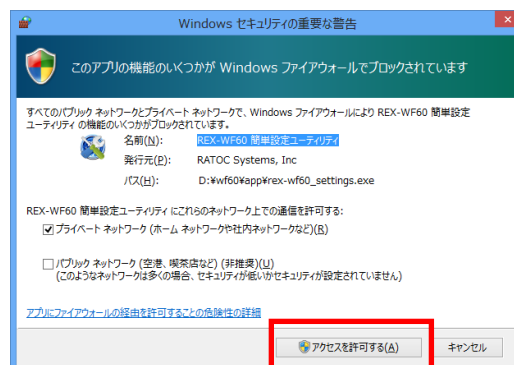 Windows セキュリティの重要な警告
このアプリの機能のいくつかが Windows ファイアウォールでブロックされています
すべてのパブリック ネットワークとプライベート ネットワークで、Windows ファイアウォールにより REX-WF60 簡単設定
ユーティリティ の機能のいくつかがブロックされています。
名前(N): REX-WF60 簡単設定ユーティリティ
発行元(P): RATOC Systems, Inc
パス(H): D:¥wf60¥app¥rex-wf60_settings.exe
REX-WF60 簡単設定ユーティリティ にこれらのネットワーク上での通信を許可する:
プライベート ネットワーク (ホーム ネットワークや社内ネットワークなど)(R)
パブリック ネットワーク (空港、喫茶店など) (非推奨)(U)
(このようなネットワークは多くの場合、セキュリティが低いかセキュリティが設定されていません)
アプリにファイアウォールの経由を許可することの危険性の詳細
アクセスを許可する(A) キャンセル